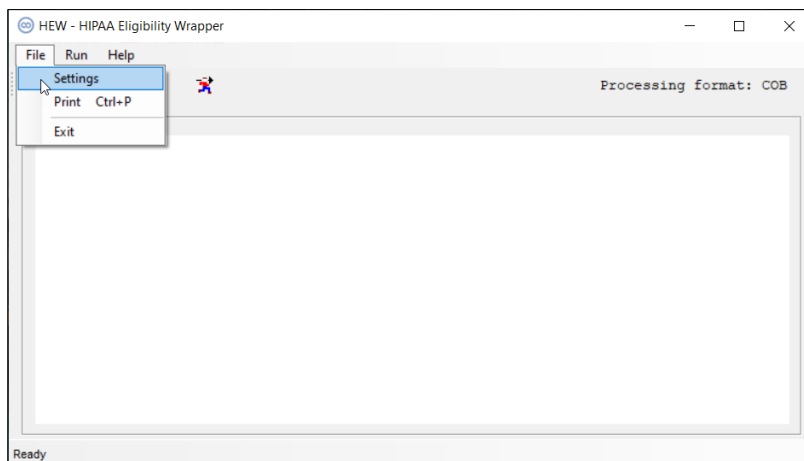 HEW - HIPAA Eligibility Wrapper
File Run Help
Settings
Processing format: COB
Print Ctrl+P
Exit
Ready